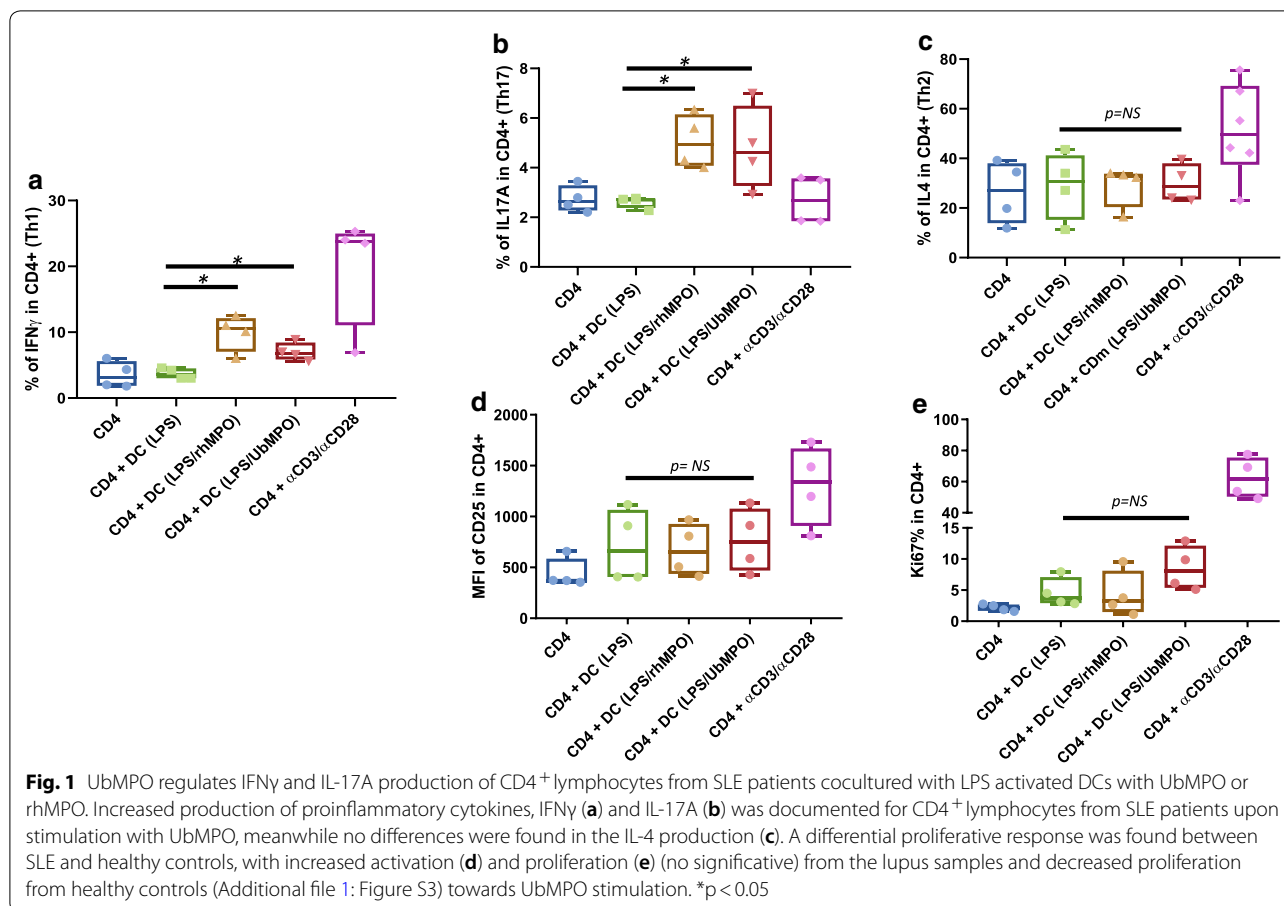 a
% of IFNγ in CD4+ (Th1)
30
20
10
0
*
*
CD4
CD4 + DC (LPS)
CD4 + DC (LPS/rhMPO)
CD4 + DC (LPS/UbMPO)
CD4 + αCD3/αCD28
b
% of IL17A in CD4+ (Th17)
8
6
4
2
0
*
*
CD4
CD4 + DC (LPS)
CD4 + DC (LPS/rhMPO)
CD4 + DC (LPS/UbMPO)
CD4 + αCD3/αCD28
c
% of IL4 in CD4+ (Th2)
80
60
40
20
0
p=NS
CD4
CD4 + DC (LPS)
CD4 + DC (LPS/rhMPO)
CD4 + CDm (LPS/UbMPO)
CD4 + αCD3/αCD28
d
MFI of CD25 in CD4+
2000
1500
1000
500
0
p= NS
CD4
CD4 + DC (LPS)
CD4 + DC (LPS/rhMPO)
CD4 + DC (LPS/UbMPO)
CD4 + αCD3/αCD28
e
Ki67% in CD4+
100
80
60
40
15
10
5
0
p=NS
CD4
CD4 + DC (LPS)
CD4 + DC (LPS/rhMPO)
CD4 + DC (LPS/UbMPO)
CD4 + αCD3/αCD28
Fig. 1 UbMPO regulates IFNγ and IL-17A production of CD4+ lymphocytes from SLE patients cocultured with LPS activated DCs with UbMPO or
rhMPO. Increased production of proinflammatory cytokines, IFNγ (a) and IL-17A (b) was documented for CD4+ lymphocytes from SLE patients upon
stimulation with UbMPO, meanwhile no differences were found in the IL-4 production (c). A differential proliferative response was found between
SLE and healthy controls, with increased activation (d) and proliferation (e) (no significative) from the lupus samples and decreased proliferation
from healthy controls (Additional file 1: Figure S3) towards UbMPO stimulation. *p < 0.05